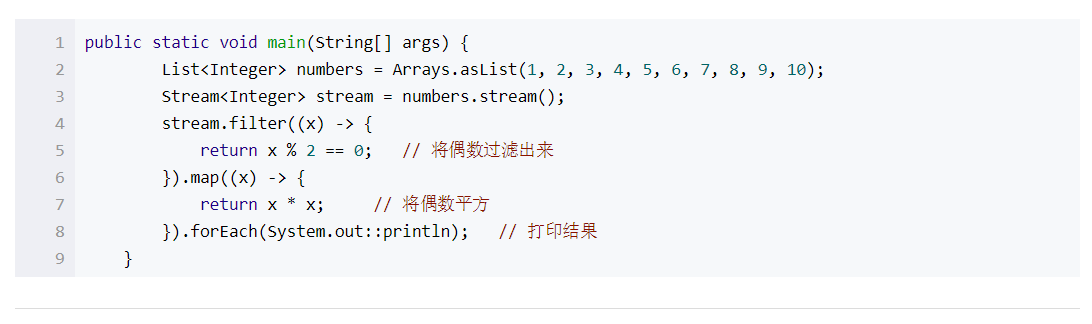 1 public static void main(String[] args) {
2 List<Integer> numbers = Arrays.asList(1, 2, 3, 4, 5, 6, 7, 8, 9, 10);
3 Stream<Integer> stream = numbers.stream();
4 stream.filter((x) -> {
5 return x % 2 == 0; // 将偶数过滤出来
6 }).map((x) -> {
7 return x * x; // 将偶数平方
8 }).forEach(System.out::println); // 打印结果
9 }